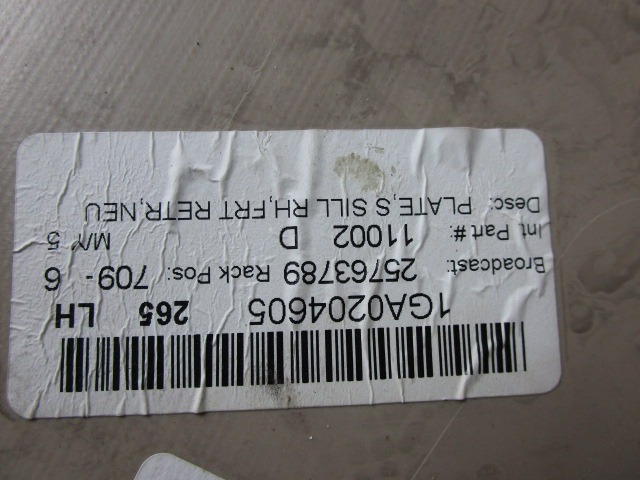 1GA0204605 265 LH
Broadcast: 25763789 Rack Pos: 709 - 6
Int. Part#: 11002 D M/Y 5
Desc: PLATE,S SILL RH,FRT RETR,NEU